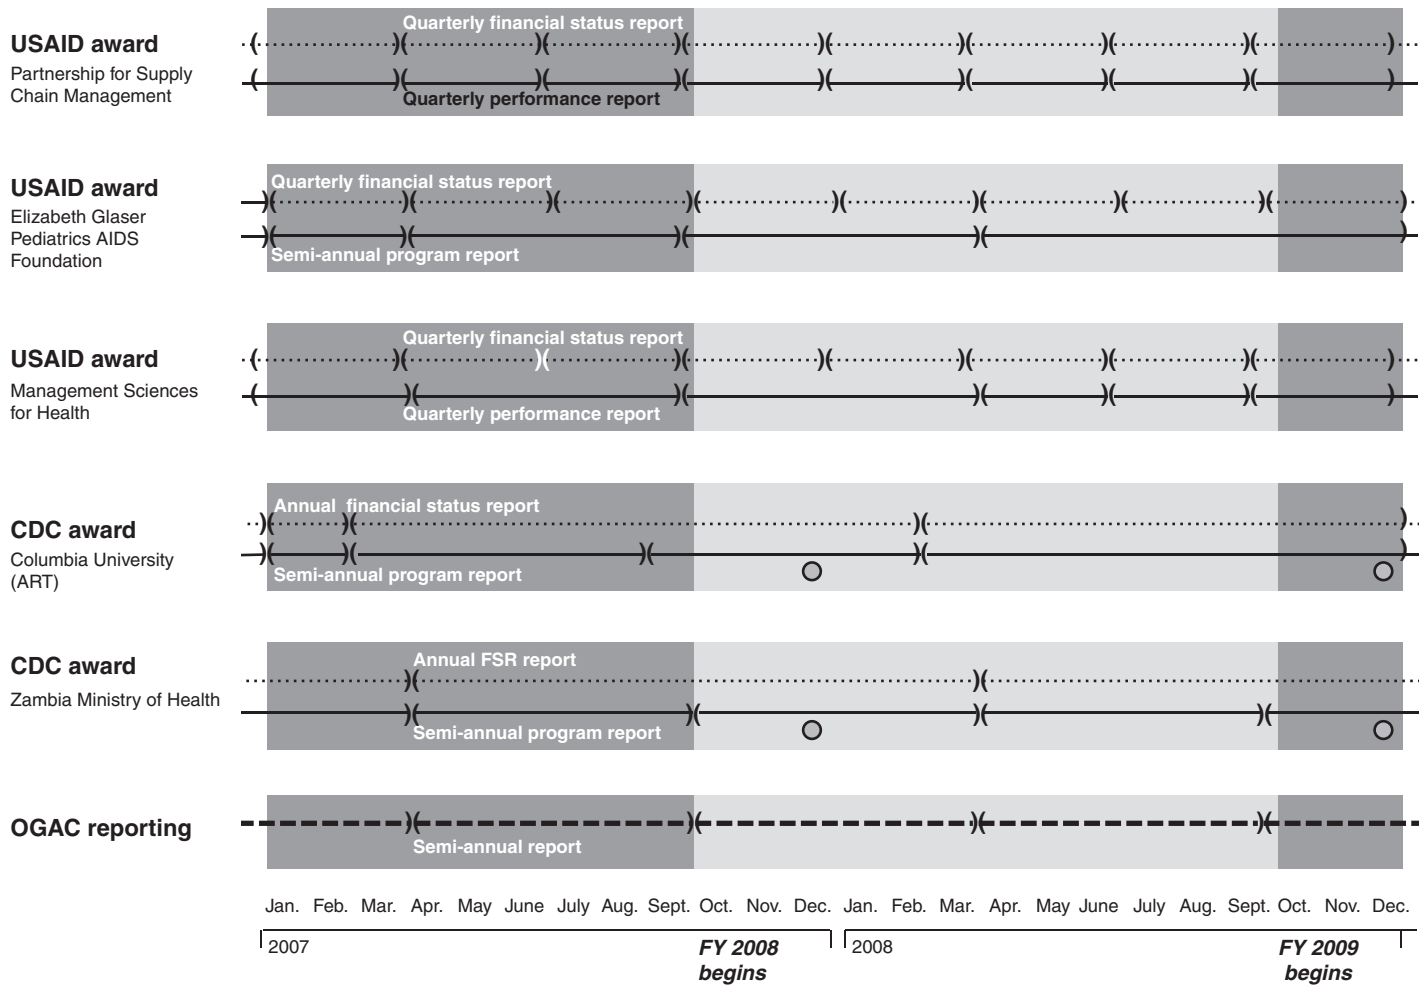 Quarterly financial status report
USAID award
Partnership for Supply
Chain Management
Quarterly performance report
USAID award
Quarterly financial status report
Elizabeth Glaser
Pediatrics AIDS
Foundation
Semi-annual program report
Quarterly financial status report
USAID award
Management Sciences
for Health
Quarterly performance report
Annual financial status report
CDC award
Columbia University
(ART)
Semi-annual program report
Annual FSR report
CDC award
Zambia Ministry of Health
Semi-annual program report
OGAC reporting
Semi-annual report
Jan. Feb. Mar. Apr. May June July Aug. Sept. Oct. Nov. Dec. Jan. Feb. Mar. Apr. May June July Aug. Sept. Oct. Nov. Dec.
2007 FY 2008 2008 FY 2009
begins begins